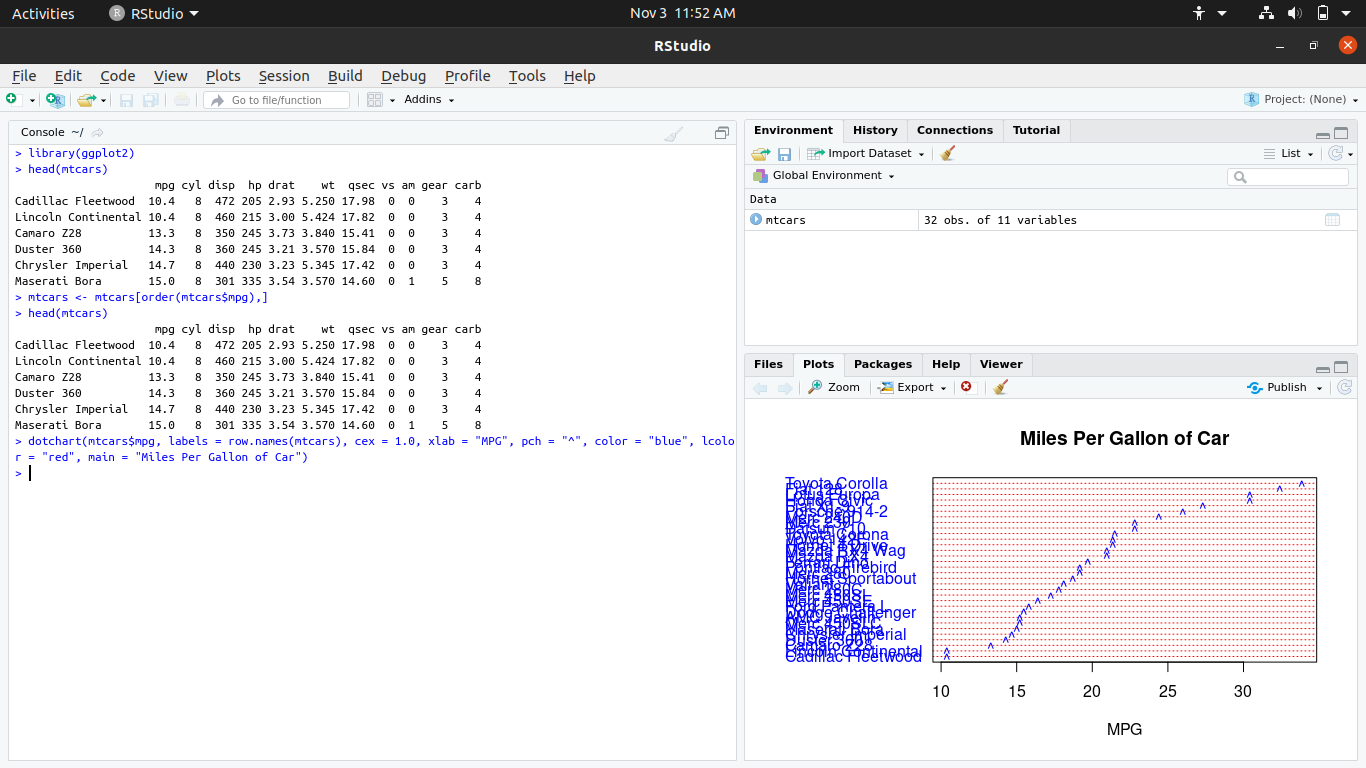 Activities RStudio Nov 3 11:52 AM
RStudio
File Edit Code View Plots Session Build Debug Profile Tools Help
Go to file/function Addins Project: (None)
Console ~/
> library(ggplot2)
> head(mtcars)
mpg cyl disp hp drat wt qsec vs am gear carb
Cadillac Fleetwood 10.4 8 472 205 2.93 5.250 17.98 0 0 3 4
Lincoln Continental 10.4 8 460 215 3.00 5.424 17.82 0 0 3 4
Camaro Z28 13.3 8 350 245 3.73 3.840 15.41 0 0 3 4
Duster 360 14.3 8 360 245 3.21 3.570 15.84 0 0 3 4
Chrysler Imperial 14.7 8 440 230 3.23 5.345 17.42 0 0 3 4
Maserati Bora 15.0 8 301 335 3.54 3.570 14.60 0 1 5 8
> mtcars <- mtcars[order(mtcars$mpg),]
> head(mtcars)
mpg cyl disp hp drat wt qsec vs am gear carb
Cadillac Fleetwood 10.4 8 472 205 2.93 5.250 17.98 0 0 3 4
Lincoln Continental 10.4 8 460 215 3.00 5.424 17.82 0 0 3 4
Camaro Z28 13.3 8 350 245 3.73 3.840 15.41 0 0 3 4
Duster 360 14.3 8 360 245 3.21 3.570 15.84 0 0 3 4
Chrysler Imperial 14.7 8 440 230 3.23 5.345 17.42 0 0 3 4
Maserati Bora 15.0 8 301 335 3.54 3.570 14.60 0 1 5 8
> dotchart(mtcars$mpg, labels = row.names(mtcars), cex = 1.0, xlab = "MPG", pch = "^", color = "blue", lcolo
r = "red", main = "Miles Per Gallon of Car")
>
Environment History Connections Tutorial
Import Dataset List
Global Environment
Data
mtcars 32 obs. of 11 variables
Files Plots Packages Help Viewer
Zoom Export Publish
Miles Per Gallon of Car
Toyota Corolla
Fiat 128
Lotus Europa
Honda Civic
Porsche 914-2
Toyota Corona
Mazda RX4 Wag
Mazda RX4
Ferrari Dino
Pontiac Firebird
Hornet Sportabout
Dodge Challenger
Maserati Bora
Chrysler Imperial
Duster 360
Camaro Z28
Lincoln Continental
Cadillac Fleetwood
10 15 20 25 30
MPG